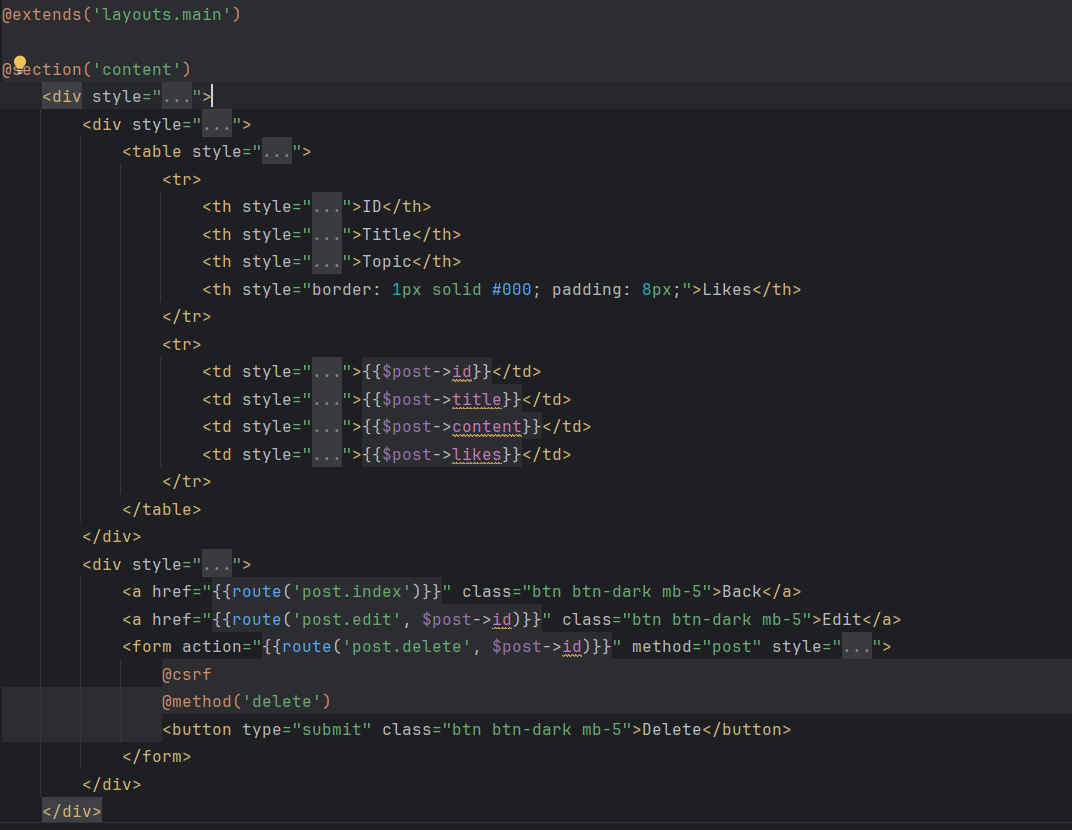 @extends('layouts.main')
@section('content')
<div style="...">
<div style="...">
<table style="...">
<tr>
<th style="...">ID</th>
<th style="...">Title</th>
<th style="...">Topic</th>
<th style="border: 1px solid #000; padding: 8px;">Likes</th>
</tr>
<tr>
<td style="...">{{$post->id}}</td>
<td style="...">{{$post->title}}</td>
<td style="...">{{$post->content}}</td>
<td style="...">{{$post->likes}}</td>
</tr>
</table>
</div>
<div style="...">
<a href="{{route('post.index')}}" class="btn btn-dark mb-5">Back</a>
<a href="{{route('post.edit', $post->id)}}" class="btn btn-dark mb-5">Edit</a>
<form action="{{route('post.delete', $post->id)}}" method="post" style="...">
@csrf
@method('delete')
<button type="submit" class="btn btn-dark mb-5">Delete</button>
</form>
</div>
</div>